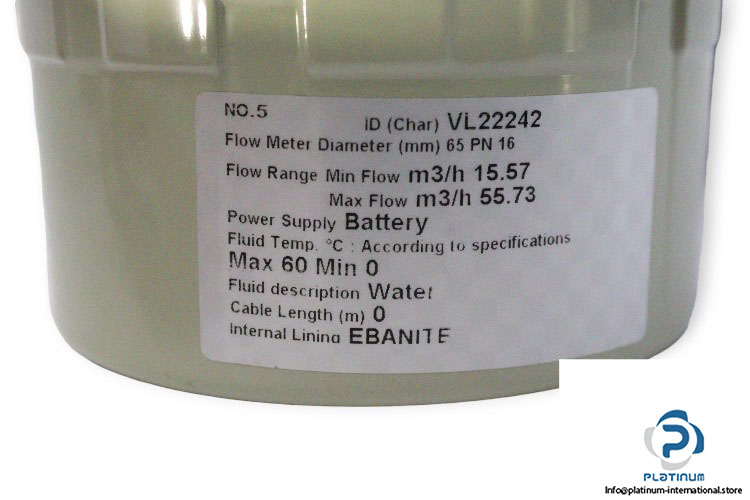 NO.5
iD (Char) VL22242
Flow Meter Diameter (mm) 65 PN 16
Flow Range Min Flow m3/h 15.57
Max Flow m3/h 55.73
Power Supply Battery
Fluid Temp. °C : According to specifications
Max 60 Min 0
Fluid description Water
Cable Length (m) 0
Internal Lining EBANITE
PLATINUM
Info@platinum-international.store